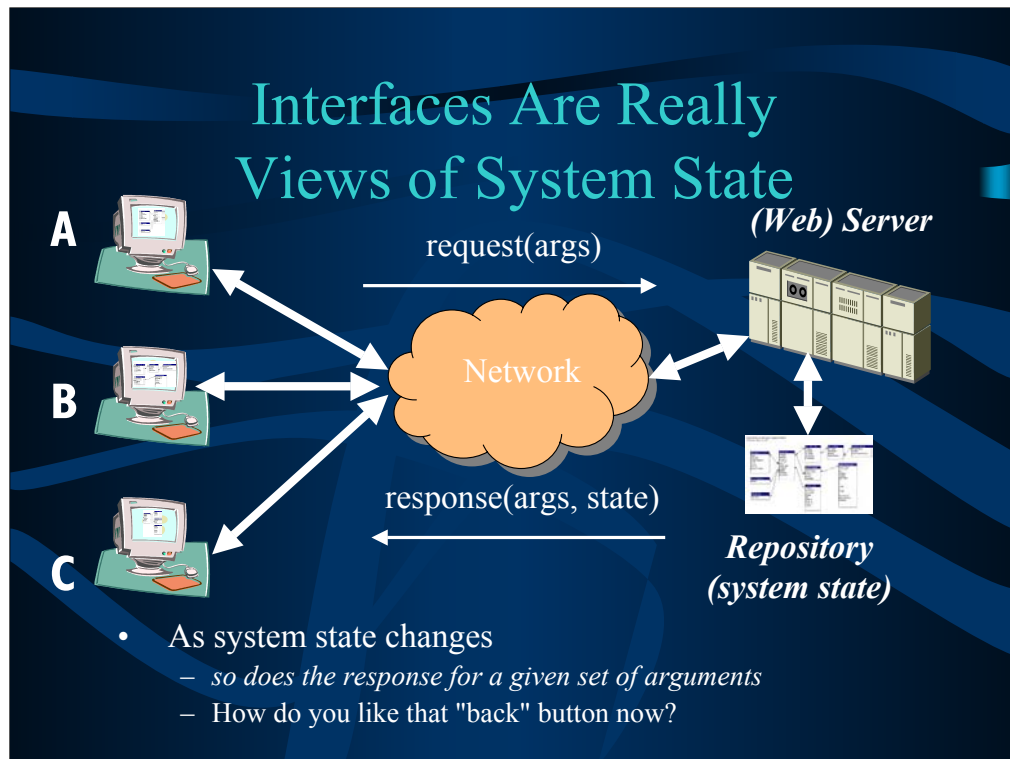 Interfaces Are Really
Views of System State
A
(Web) Server
request(args)
Network
B
response(args, state)
Repository
(system state)
C
• As system state changes
– so does the response for a given set of arguments
– How do you like that "back" button now?